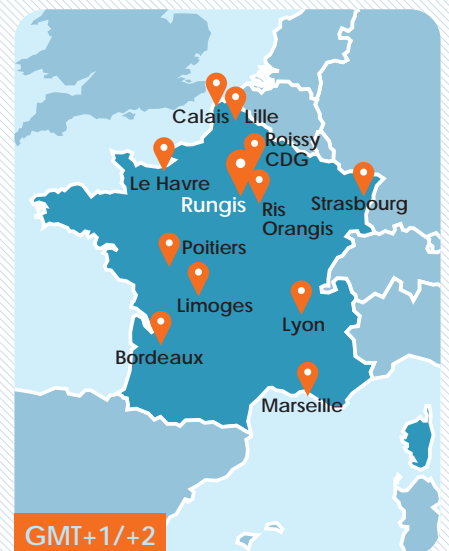 Calais
Lille
Roissy
CDG
Le Havre
Rungis
Ris
Orangis
Strasbourg
Poitiers
Limoges
Lyon
Bordeaux
Marseille
GMT+1/+2